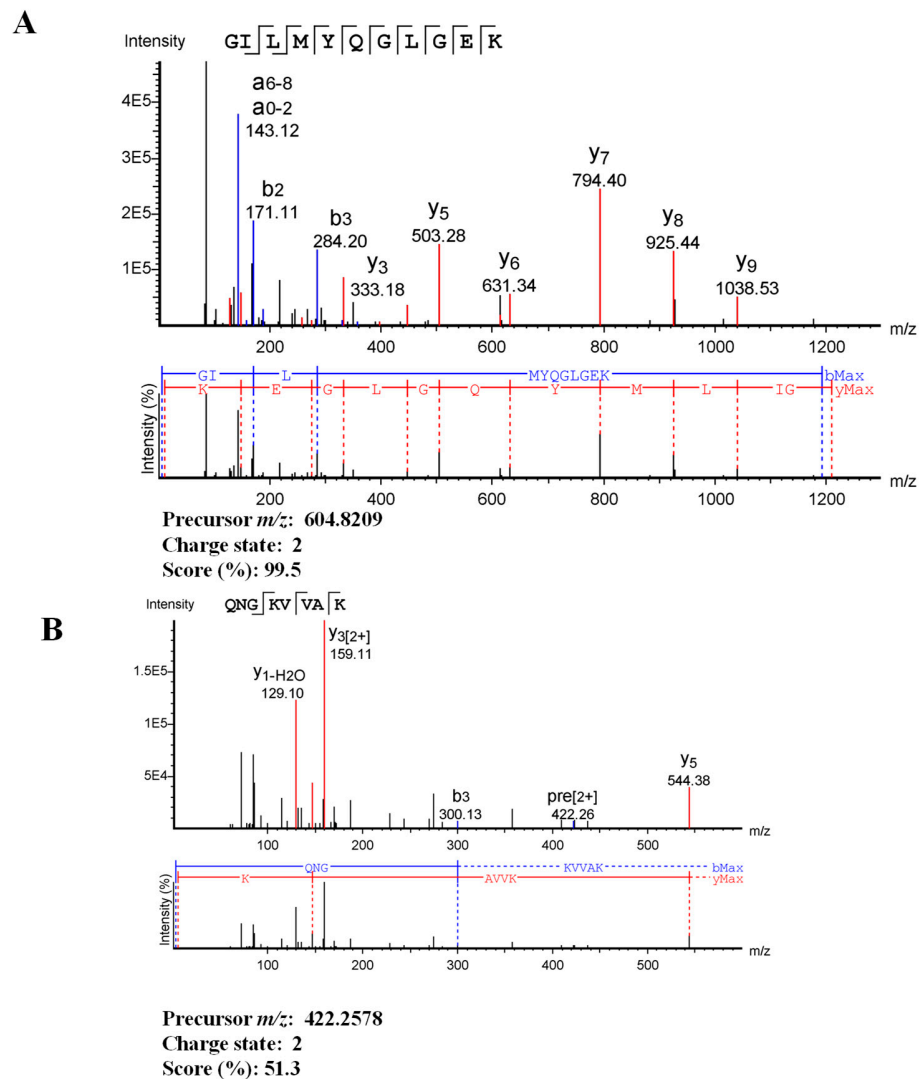 A
Intensity
GILMYQGLGEK
4E5
3E5
2E5
1E5
a6-8
a0-2
143.12
b2
171.11
b3
284.20
y3
333.18
y5
503.28
y6
631.34
y7
794.40
y8
925.44
y9
1038.53
200 400 600 800 1000 1200
m/z
Intensity (%)
GI L MYQGLGEK bMax
K E G L G Q Y M L IG yMax
200 400 600 800 1000 1200
m/z
Precursor m/z: 604.8209
Charge state: 2
Score (%): 99.5
B
Intensity
QNGKVVAK
1.5E5
1E5
5E4
y1-H2O
129.10
y3[2+]
159.11
b3
300.13
pre[2+]
422.26
y5
544.38
100 200 300 400 500
m/z
Intensity (%)
QNG KVVAK bMax
K AVVK yMax
100 200 300 400 500
m/z
Precursor m/z: 422.2578
Charge state: 2
Score (%): 51.3